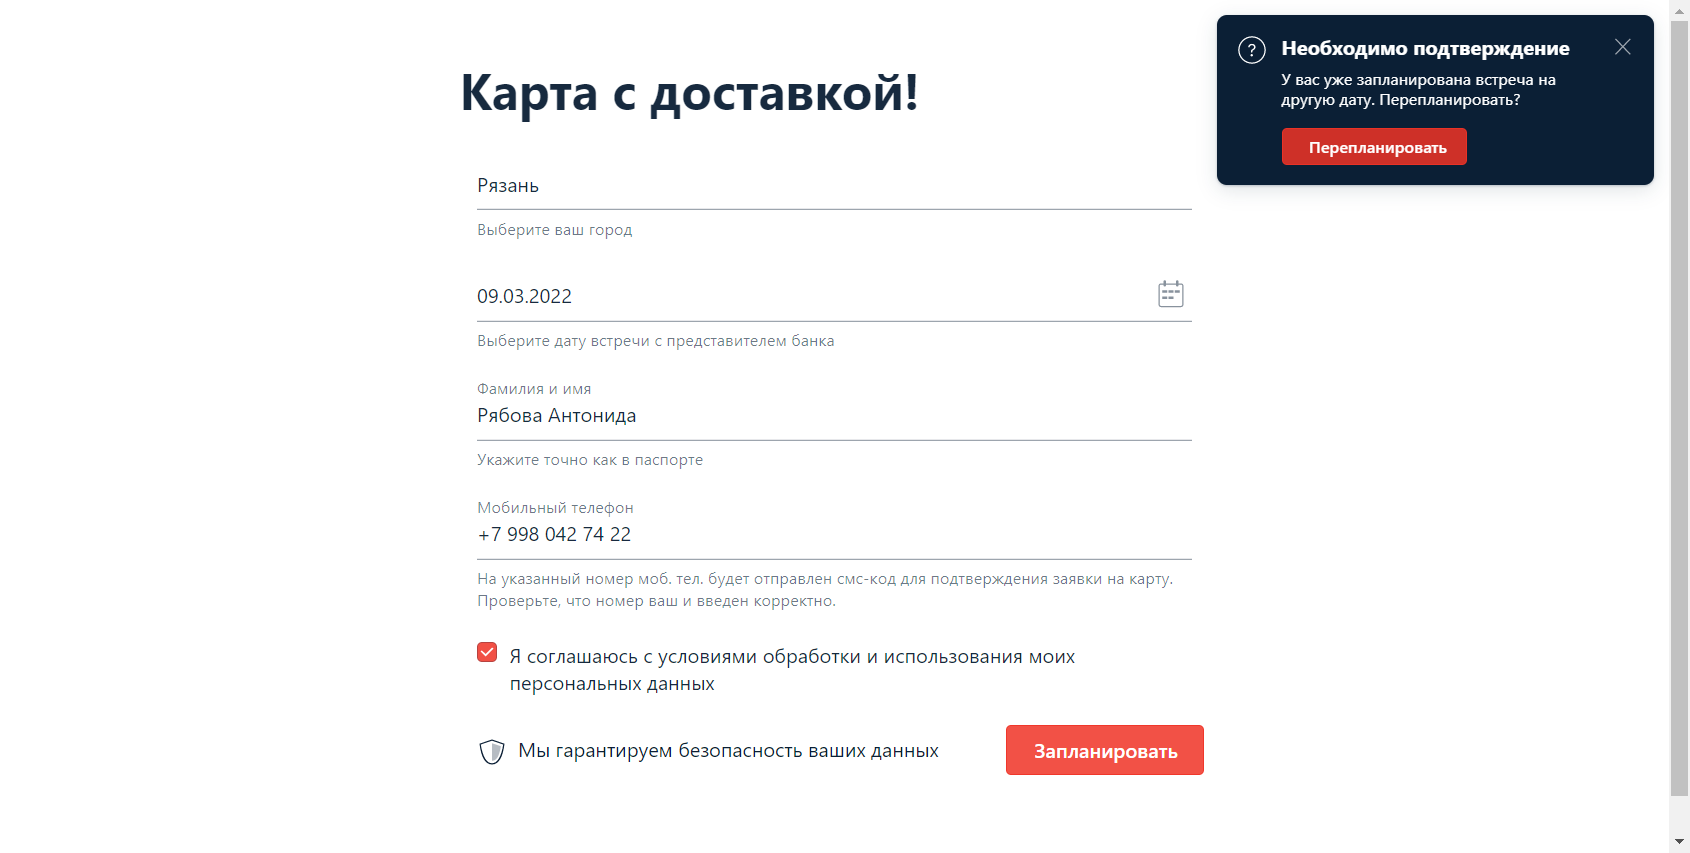 Карта с доставкой!
Рязань
Выберите ваш город
09.03.2022
Выберите дату встречи с представителем банка
Фамилия и имя
Рябова Антонида
Укажите точно как в паспорте
Мобильный телефон
+7 998 042 74 22
На указанный номер моб. тел. будет отправлен смс-код для подтверждения заявки на карту.
Проверьте, что номер ваш и введен корректно.
Я соглашаюсь с условиями обработки и использования моих
персональных данных
Мы гарантируем безопасность ваших данных
Запланировать
Необходимо подтверждение
У вас уже запланирована встреча на
другую дату. Перепланировать?
Перепланировать